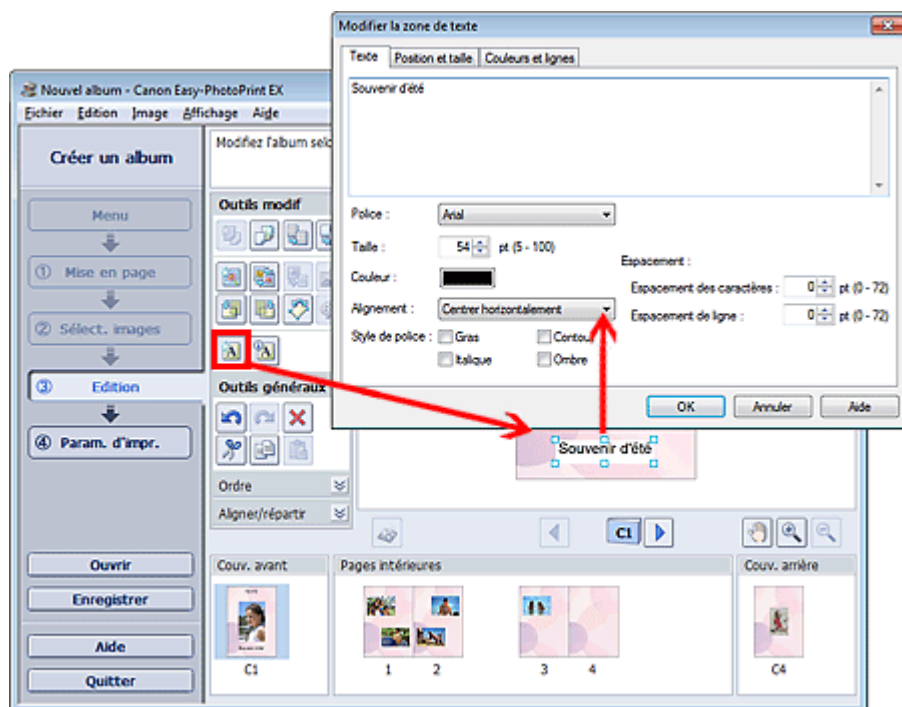 Modifier la zone de texte
Texte Position et taille Couleurs et lignes
Souvenir d'été
Police : Arial
Taille : 54 pt (5 - 100)
Couleur :
Alignement : Centrer horizontalement
Style de police : Gras Contour
Italique Ombre
Espacement :
Espacement des caractères : 0 pt (0 - 72)
Espacement de ligne : 0 pt (0 - 72)
OK Annuler Aide
Nouvel album - Canon Easy-PhotoPrint EX
Fichier Edition Image Affichage Aide
Créer un album
Modifiez l'album selo
Menu
① Mise en page
② Sélect. images
③ Edition
④ Param. d'impr.
Ouvrir
Enregistrer
Aide
Quitter
Outils modif
A A
Outils généraux
Ordre
Aligner/répartir
Souvenir d'été
C1
Couv. avant Pages intérieures Couv. arrière
C1 1 2 3 4 C4